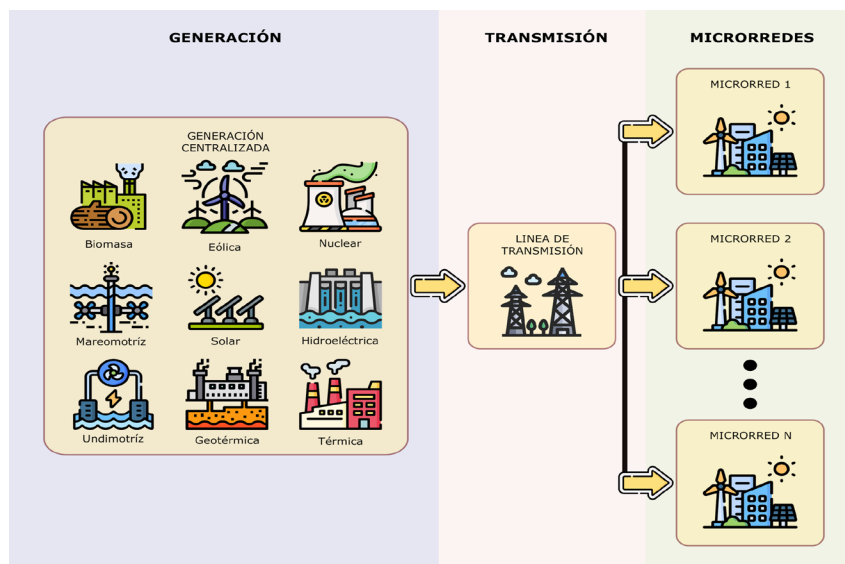 GENERACIÓN
TRANSMISIÓN
MICRORREDES
GENERACIÓN
CENTRALIZADA
Biomasa
Eólica
Nuclear
Mareomotríz
Solar
Hidroeléctrica
Undimotríz
Geotérmica
Térmica
LINEA DE
TRANSMISIÓN
MICRORRED 1
MICRORRED 2
MICRORRED N